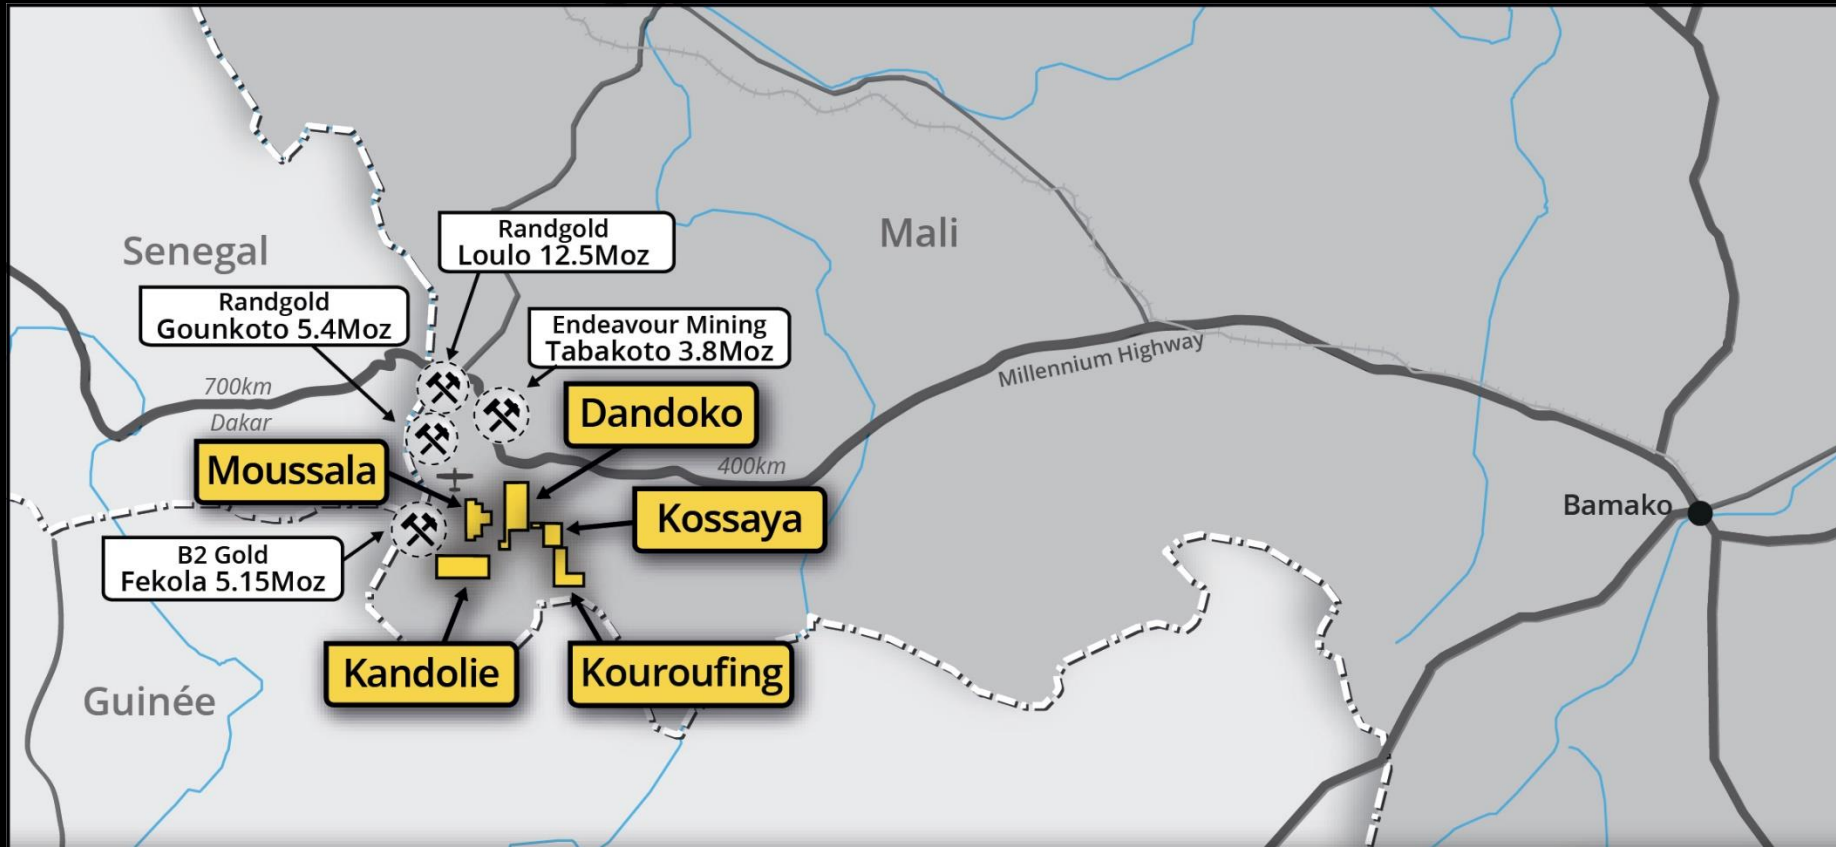 Senegal
Mali
Randgold
Loulo 12.5Moz
Randgold
Gounkoto 5.4Moz
Endeavour Mining
Tabakoto 3.8Moz
Millennium Highway
700km
Dakar
Dandoko
Moussala
400km
Kossaya
Bamako
B2 Gold
Fekola 5.15Moz
Kandolie
Kouroufing
Guinée